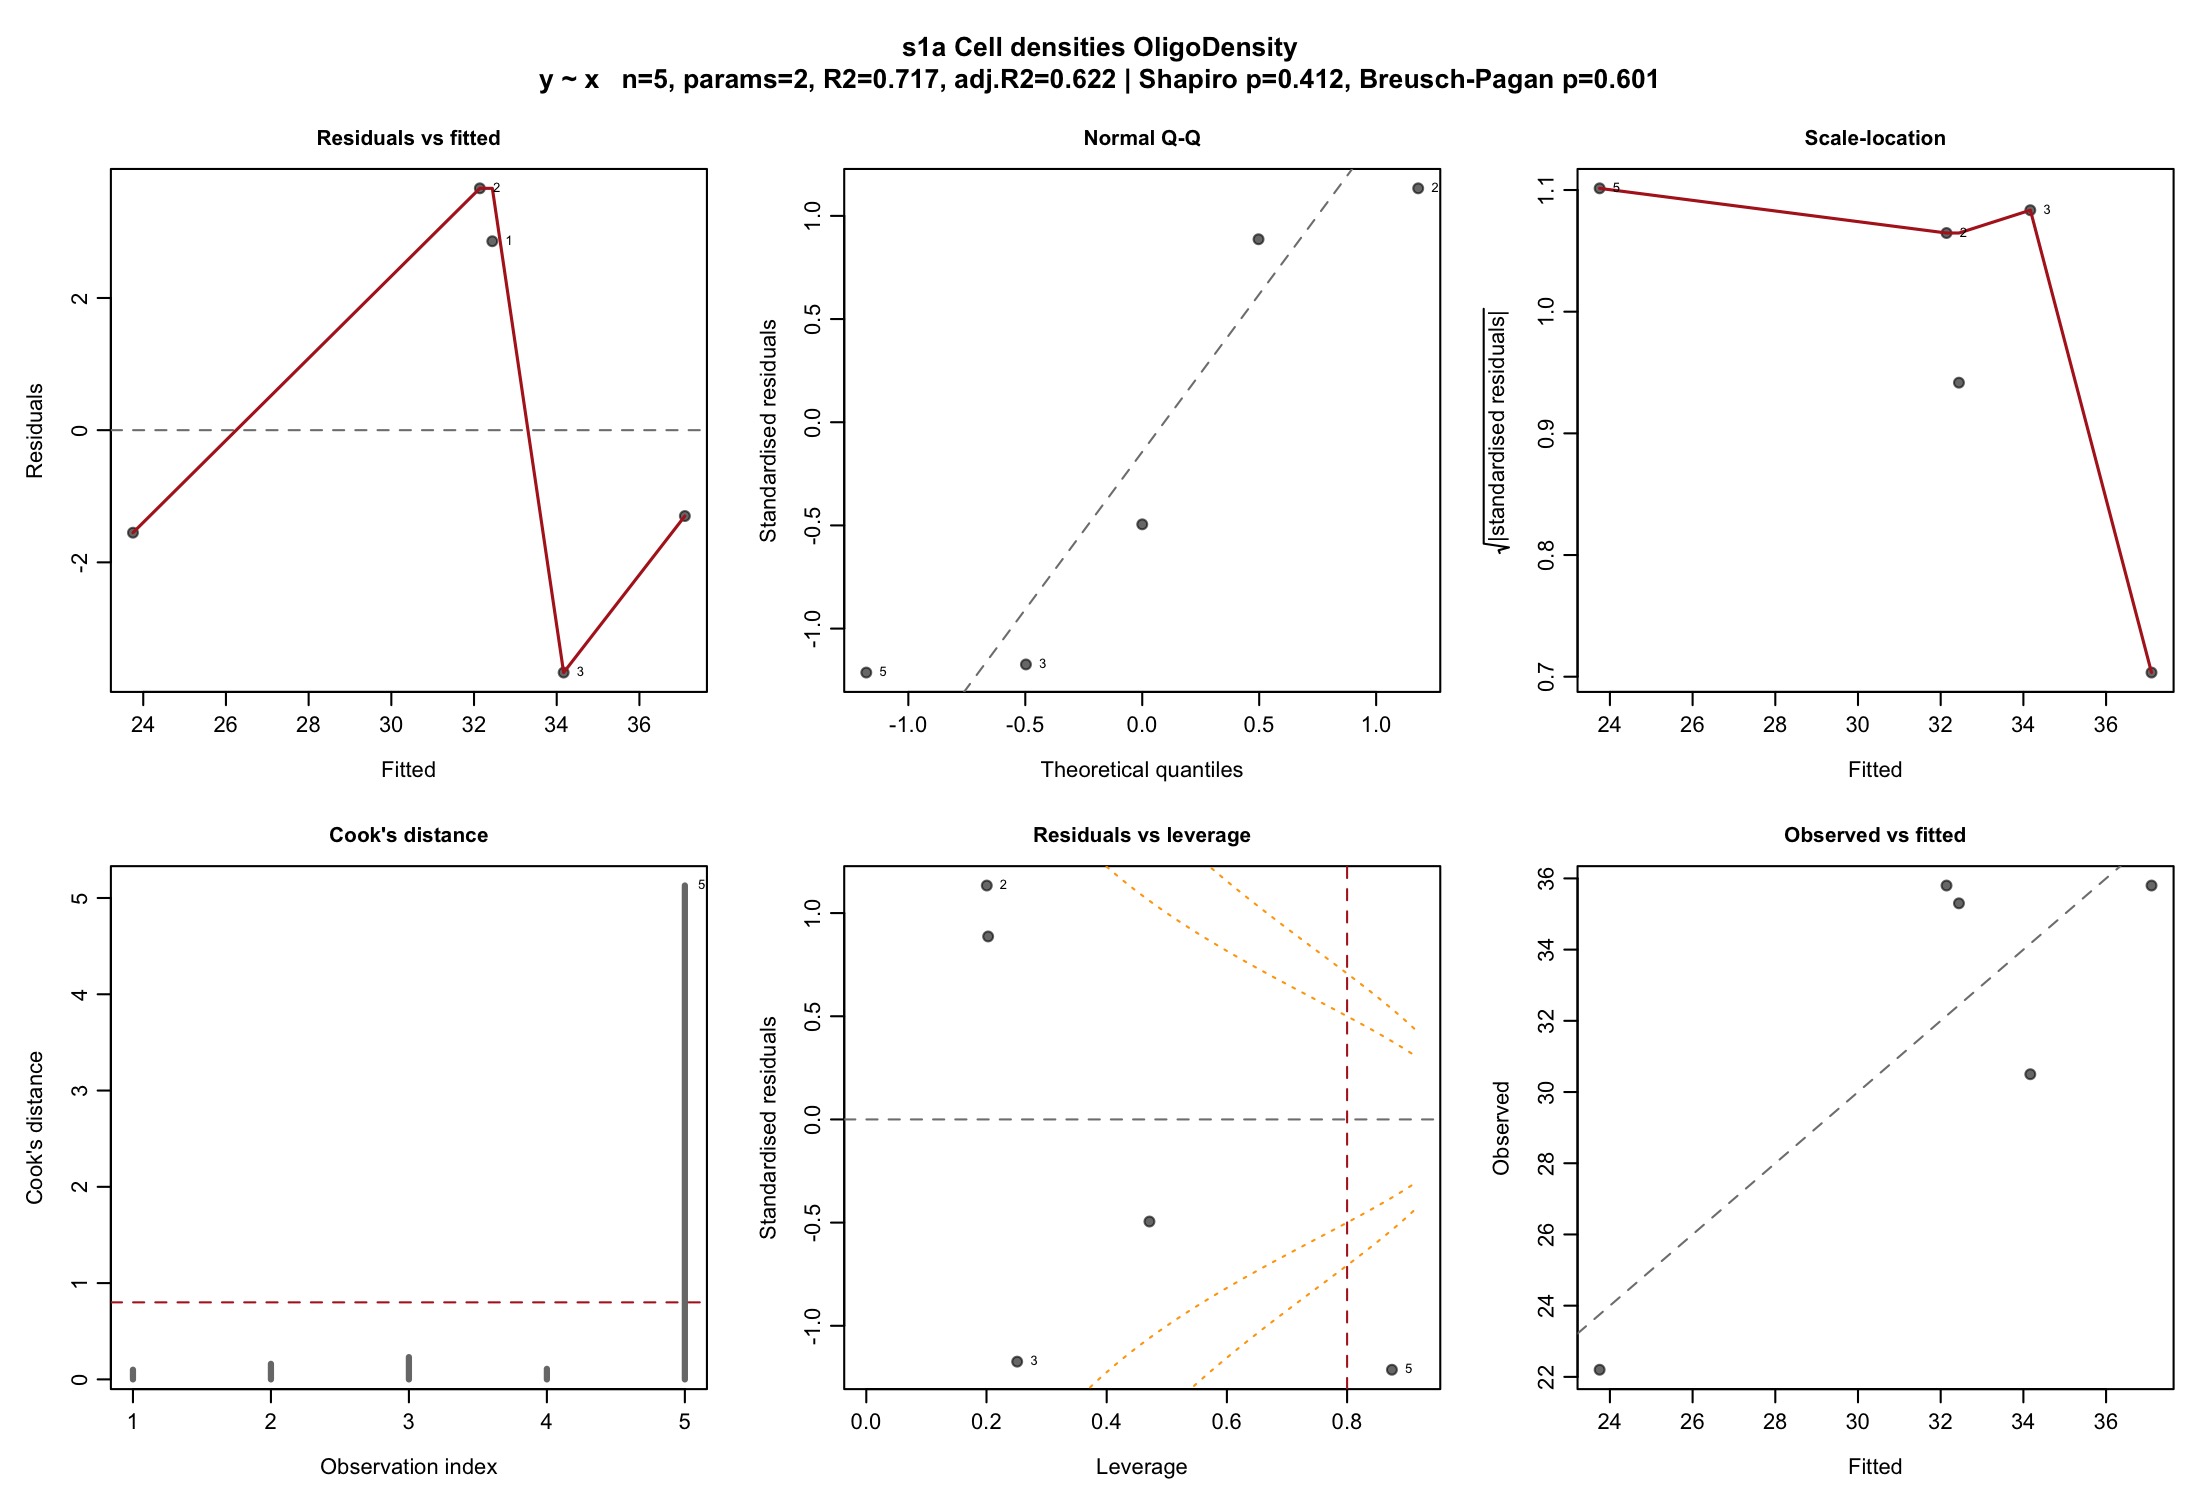 s1a Cell densities OligoDensity
y ~ x   n=5, params=2, R2=0.717, adj.R2=0.622 | Shapiro p=0.412, Breusch-Pagan p=0.601
Residuals vs fitted
Residuals
2
0
-2
2
1
3
24 26 28 30 32 34 36
Fitted
Normal Q-Q
Standardised residuals
1.0
0.5
0.0
-0.5
-1.0
2
3
5
-1.0 -0.5 0.0 0.5 1.0
Theoretical quantiles
Scale-location
√|standardised residuals|
1.1
1.0
0.9
0.8
0.7
5
3
2
24 26 28 30 32 34 36
Fitted
Cook's distance
Cook's distance
5
4
3
2
1
0
5
1 2 3 4 5
Observation index
Residuals vs leverage
Standardised residuals
1.0
0.5
0.0
-0.5
-1.0
2
3
5
0.0 0.2 0.4 0.6 0.8
Leverage
Observed vs fitted
Observed
36
34
32
30
28
26
24
22
24 26 28 30 32 34 36
Fitted